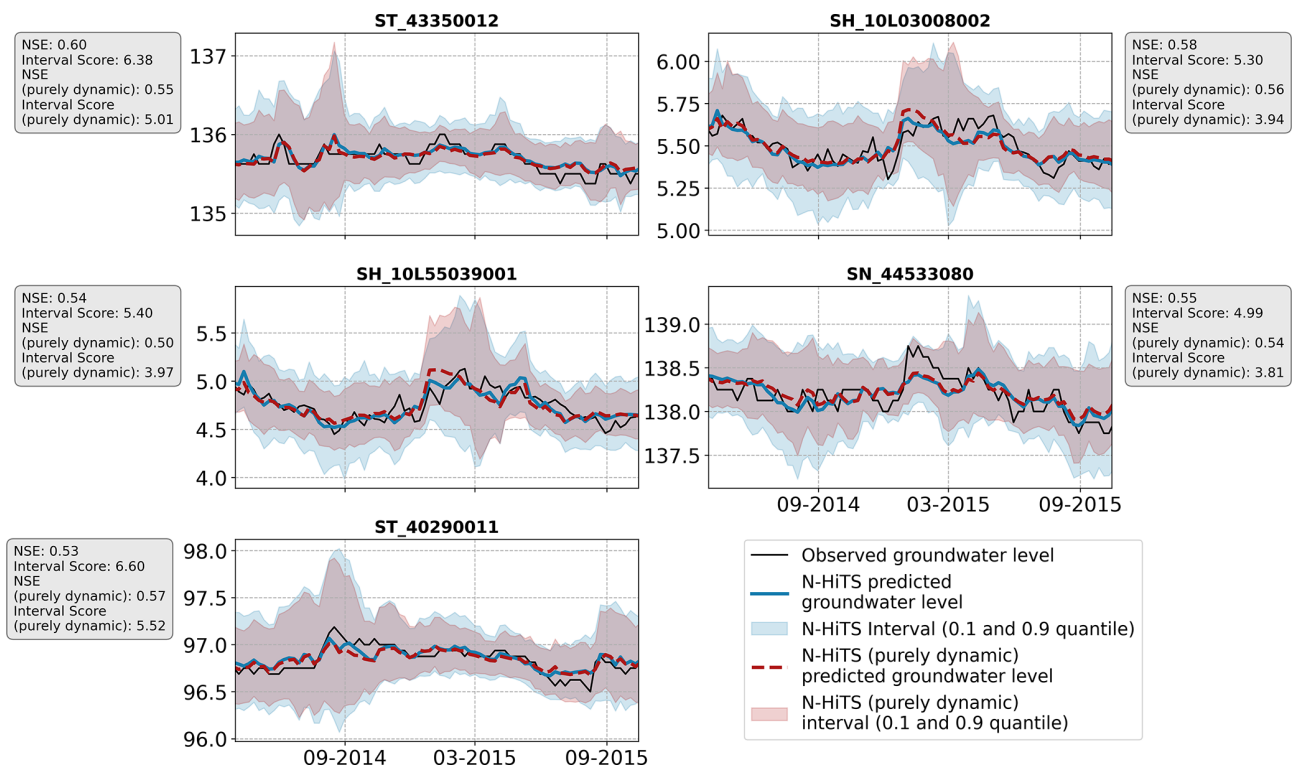 ST_43350012
NSE: 0.60
Interval Score: 6.38
NSE
(purely dynamic): 0.55
Interval Score
(purely dynamic): 5.01
137
136
135
SH_10L03008002
6.00
5.75
5.50
5.25
5.00
NSE: 0.58
Interval Score: 5.30
NSE
(purely dynamic): 0.56
Interval Score
(purely dynamic): 3.94
SH_10L55039001
NSE: 0.54
Interval Score: 5.40
NSE
(purely dynamic): 0.50
Interval Score
(purely dynamic): 3.97
5.5
5.0
4.5
4.0
SN_44533080
139.0
138.5
138.0
137.5
09-2014 03-2015 09-2015
NSE: 0.55
Interval Score: 4.99
NSE
(purely dynamic): 0.54
Interval Score
(purely dynamic): 3.81
ST_40290011
NSE: 0.53
Interval Score: 6.60
NSE
(purely dynamic): 0.57
Interval Score
(purely dynamic): 5.52
98.0
97.5
97.0
96.5
96.0
09-2014 03-2015 09-2015
Observed groundwater level
N-HiTS predicted
groundwater level
N-HiTS Interval (0.1 and 0.9 quantile)
N-HiTS (purely dynamic)
predicted groundwater level
N-HiTS (purely dynamic)
interval (0.1 and 0.9 quantile)